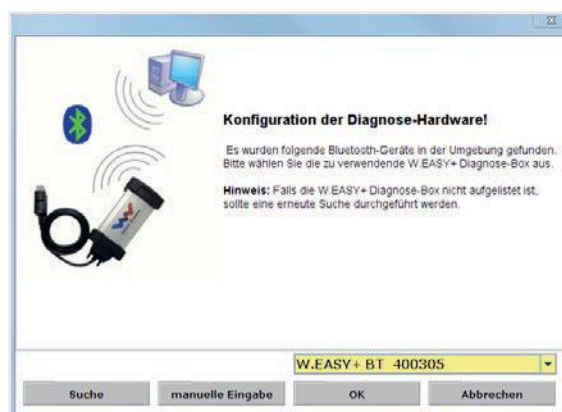 Konfiguration der Diagnose-Hardware!
Es wurden folgende Bluetooth-Geräte in der Umgebung gefunden.
Bitte wählen Sie die zu verwendende W.EASY+ Diagnose-Box aus.
Hinweis: Falls die W.EASY+ Diagnose-Box nicht aufgelistet ist,
sollte eine erneute Suche durchgeführt werden.
W.EASY+ BT 400305
Suche
manuelle Eingabe
OK
Abbrechen